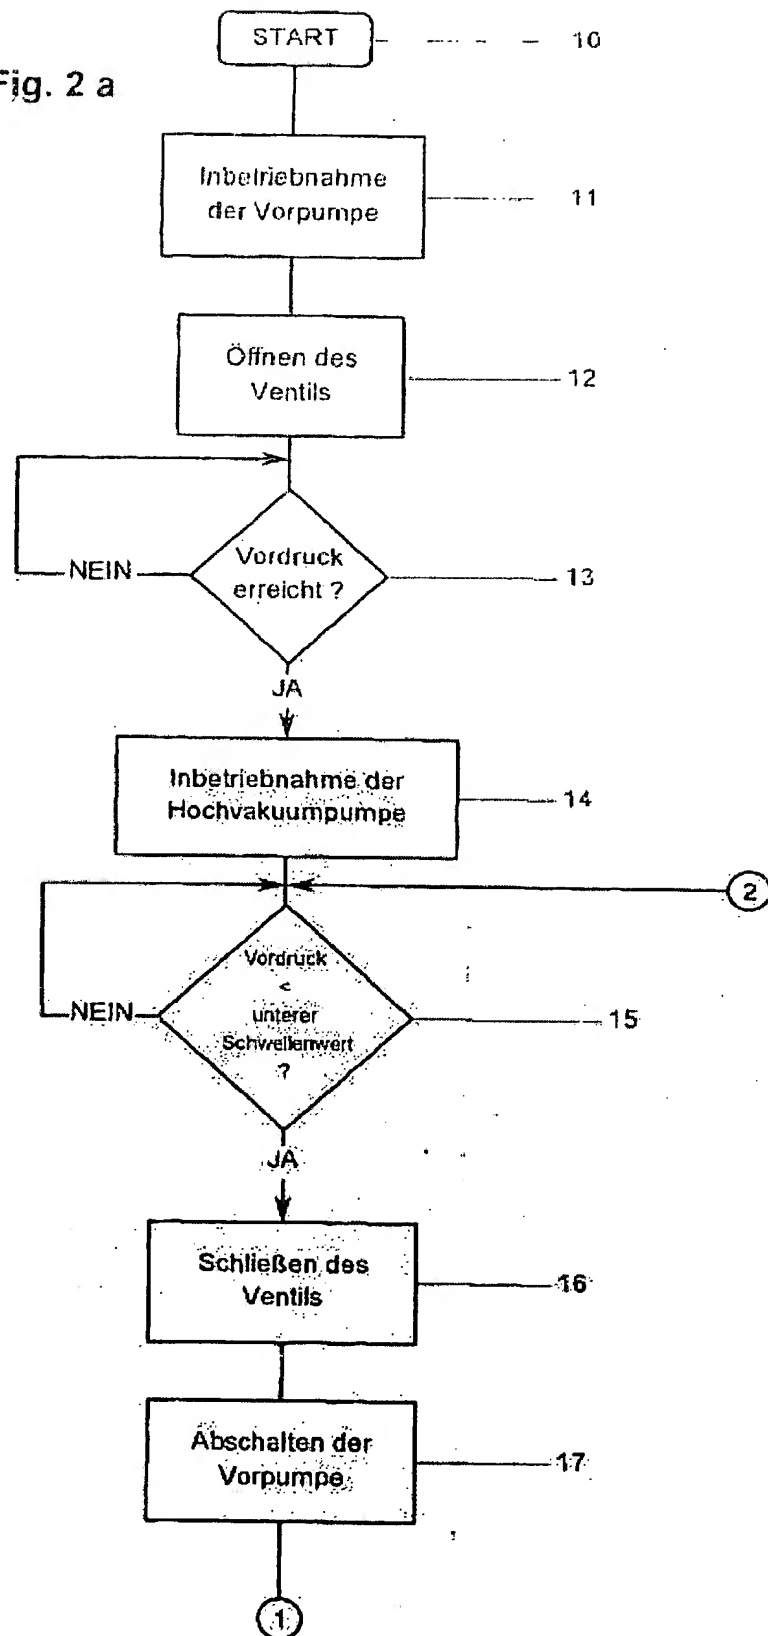 START
10
Fig. 2 a
Inbetriebnahme
der Vorpumpe
11
Öffnen des
Ventils
12
Vordruck
erreicht ?
NEIN
13
JA
Inbetriebnahme der
Hochvakuumpumpe
14
2
Vordruck
<
unterer
Schwellenwert
?
NEIN
15
JA
Schließen des
Ventils
16
Abschalten der
Vorpumpe
17
1